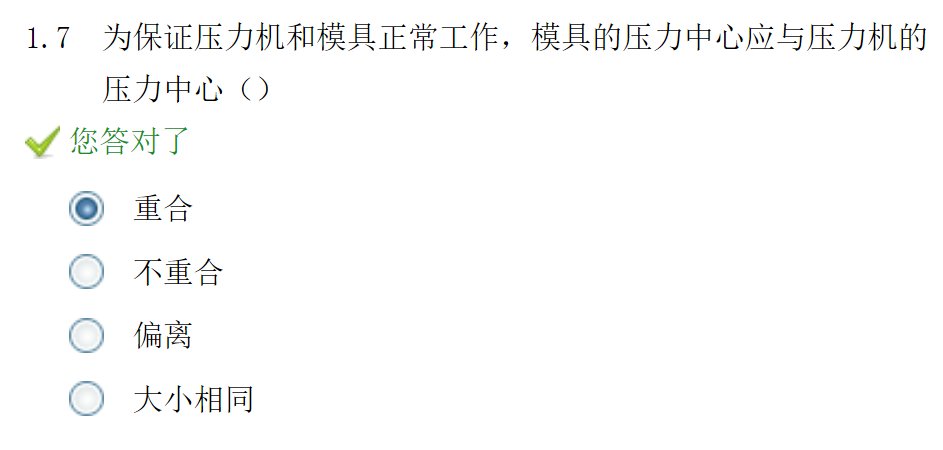 1.7 为保证压力机和模具正常工作，模具的压力中心应与压力机的
压力中心（）
您答对了
重合
不重合
偏离
大小相同